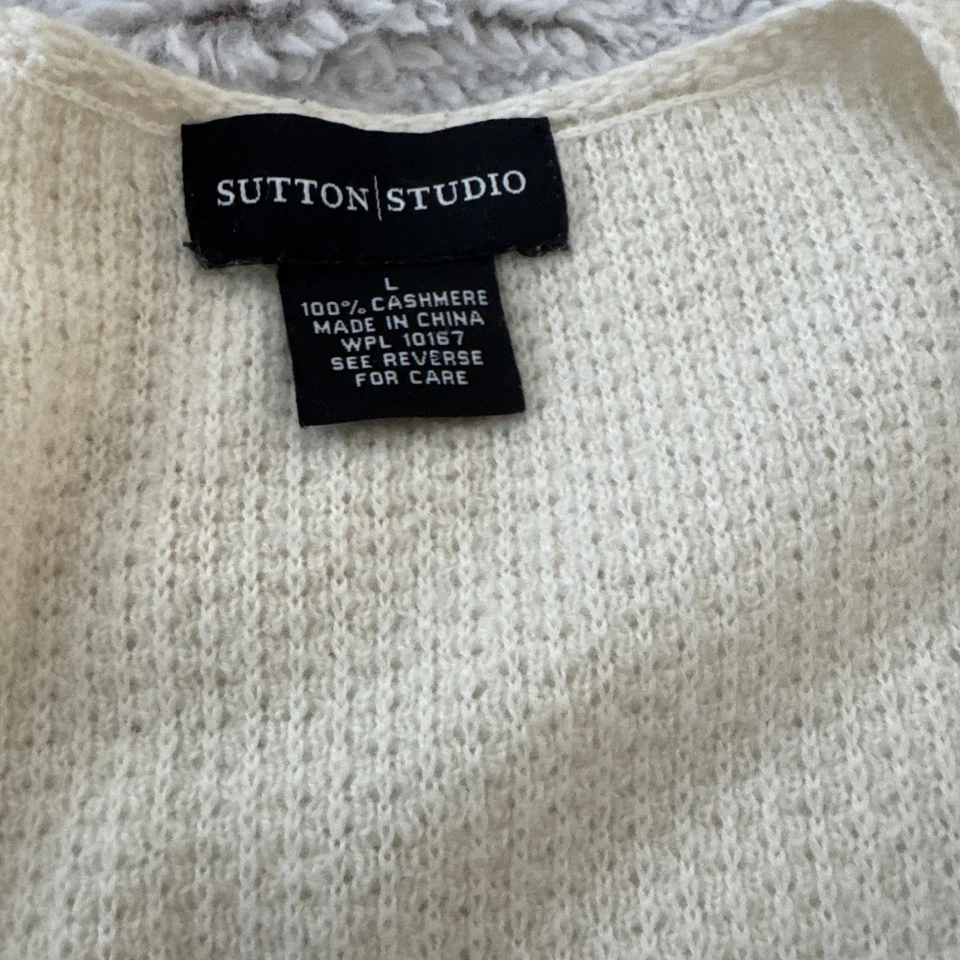 SUTTON|STUDIO
L
100% CASHMERE
MADE IN CHINA
WPL 10167
SEE REVERSE
FOR CARE